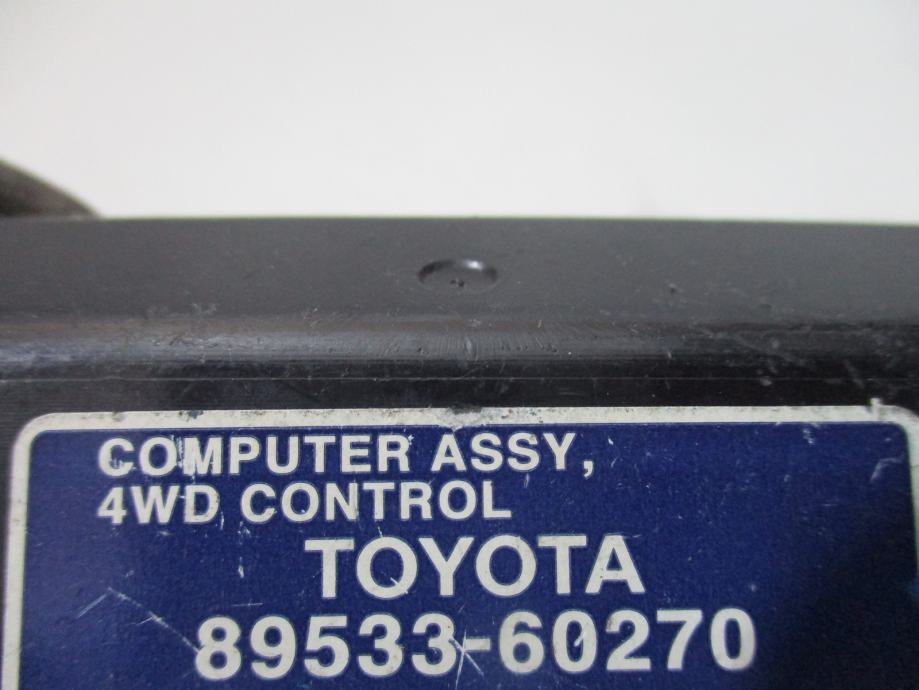 COMPUTER ASSY,
4WD CONTROL
TOYOTA
89533-60270